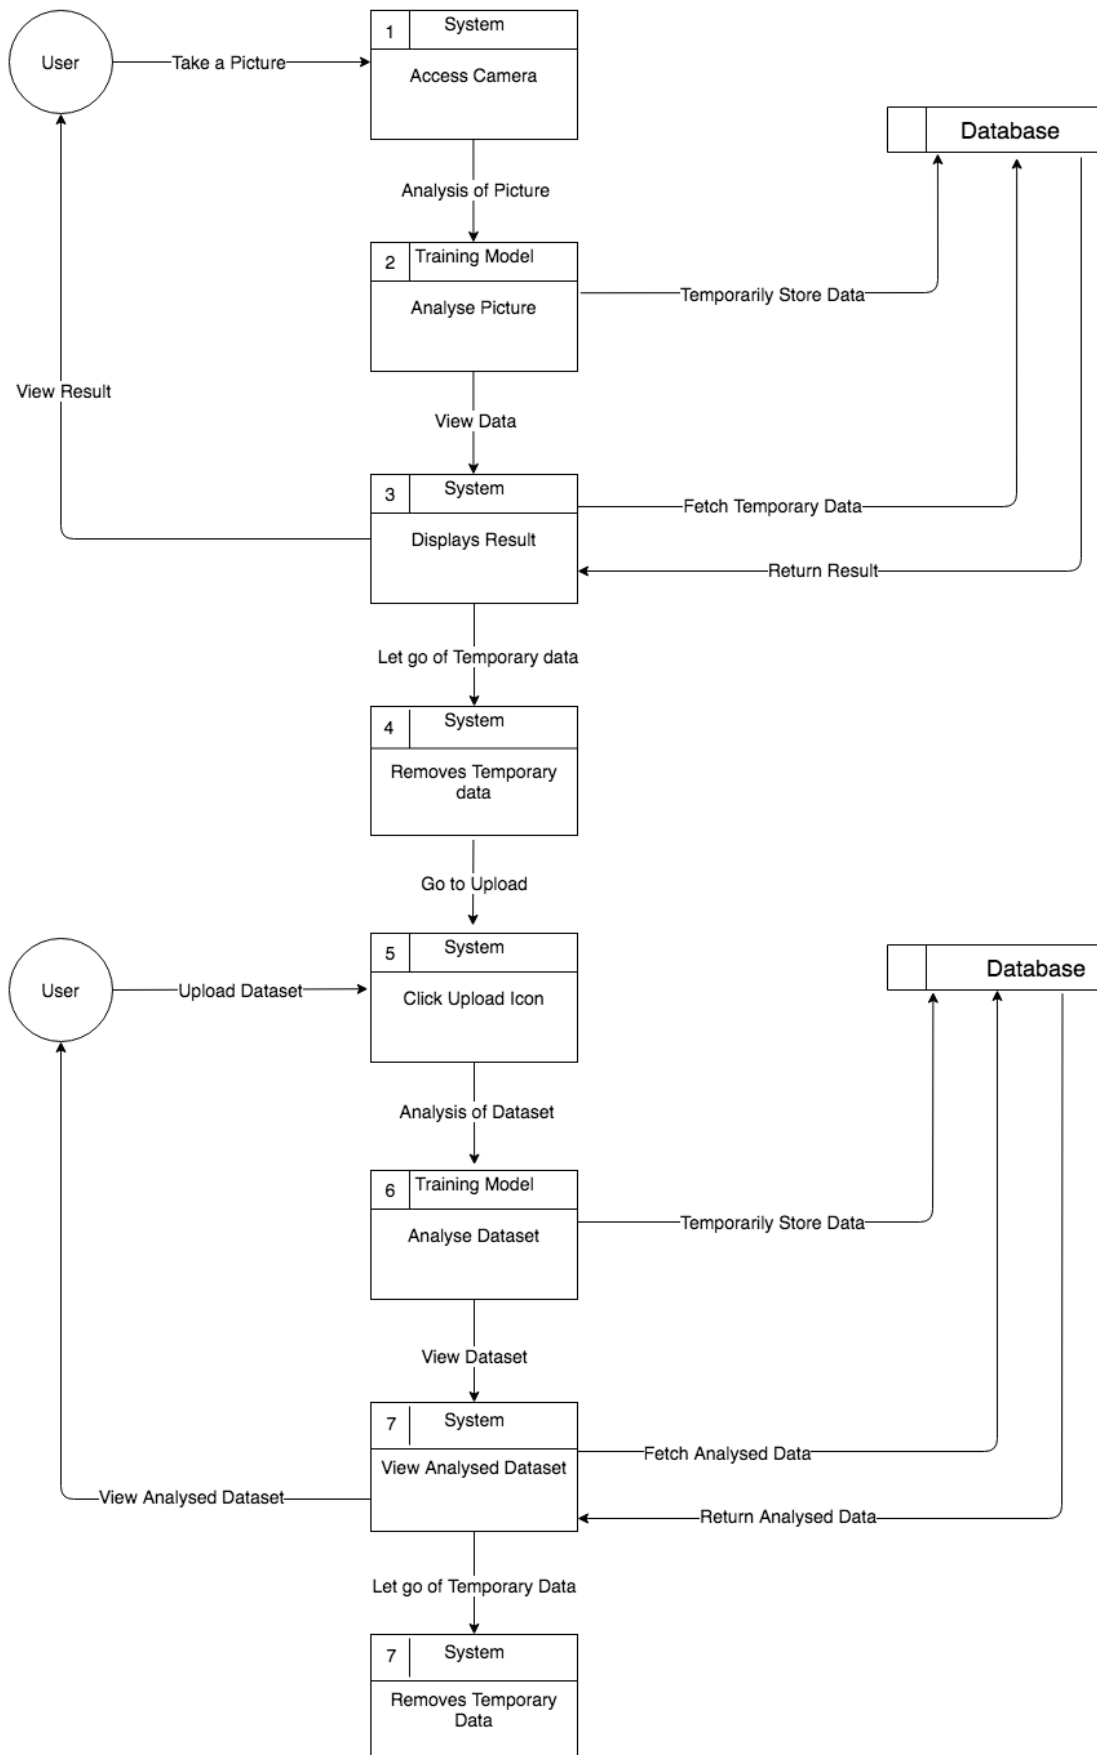 1
System
User
Take a Picture
Access Camera
Database
Analysis of Picture
2
Training Model
Analyse Picture
Temporarily Store Data
View Result
View Data
3
System
Fetch Temporary Data
Displays Result
Return Result
Let go of Temporary data
4
System
Removes Temporary
data
Go to Upload
5
System
User
Upload Dataset
Click Upload Icon
Database
Analysis of Dataset
6
Training Model
Analyse Dataset
Temporarily Store Data
View Dataset
7
System
Fetch Analysed Data
View Analysed Dataset
View Analysed Dataset
Return Analysed Data
Let go of Temporary Data
7
System
Removes Temporary
Data